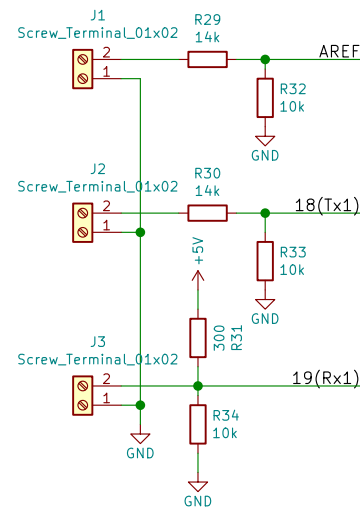 J1
Screw_Terminal_01x02
2
1
R29
14k
AREF
R32
10k
GND
J2
Screw_Terminal_01x02
2
1
R30
14k
18(Tx1)
R33
10k
GND
+5V
300
R31
J3
Screw_Terminal_01x02
2
1
19(Rx1)
R34
10k
GND
GND